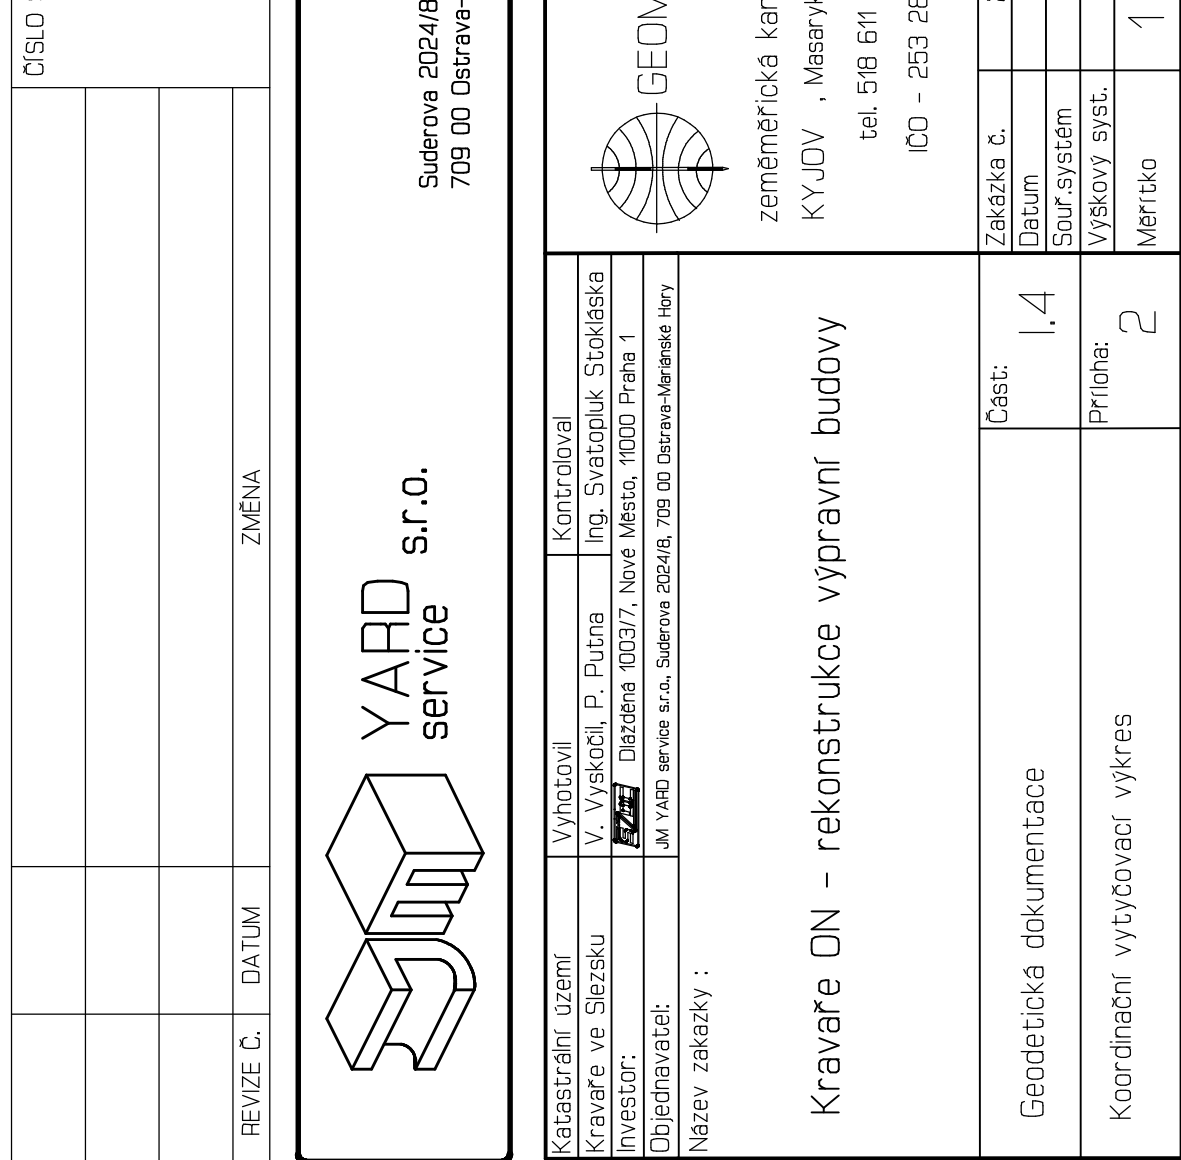 ČÍSLO
REVIZE Č. DATUM ZMĚNA
YARD
service s.r.o.
Suderova 2024/8
709 00 Ostrava-
Katastrální území Vyhotovil Kontroloval
Kravaře ve Slezsku V. Vyskočil, P. Putna Ing. Svatopluk Stokláska
Investor: Dlážděná 1003/7, Nové Město, 11000 Praha 1
Objednavatel: JM YARD service s.r.o., Suderova 2024/8, 709 00 Ostrava-Mariánské Hory
Název zakazky :
Kravaře ON - rekonstrukce výpravní budovy
GEOM
zeměměřická kan
KYJOV , Masaryk
tel. 518 611
IČO - 253 28
Zakázka č.
Datum
Souř.systém
Výškový syst.
Měřítko 1
Geodetická dokumentace
Část: I.4
Koordinační vytyčovací výkres
Příloha: 2